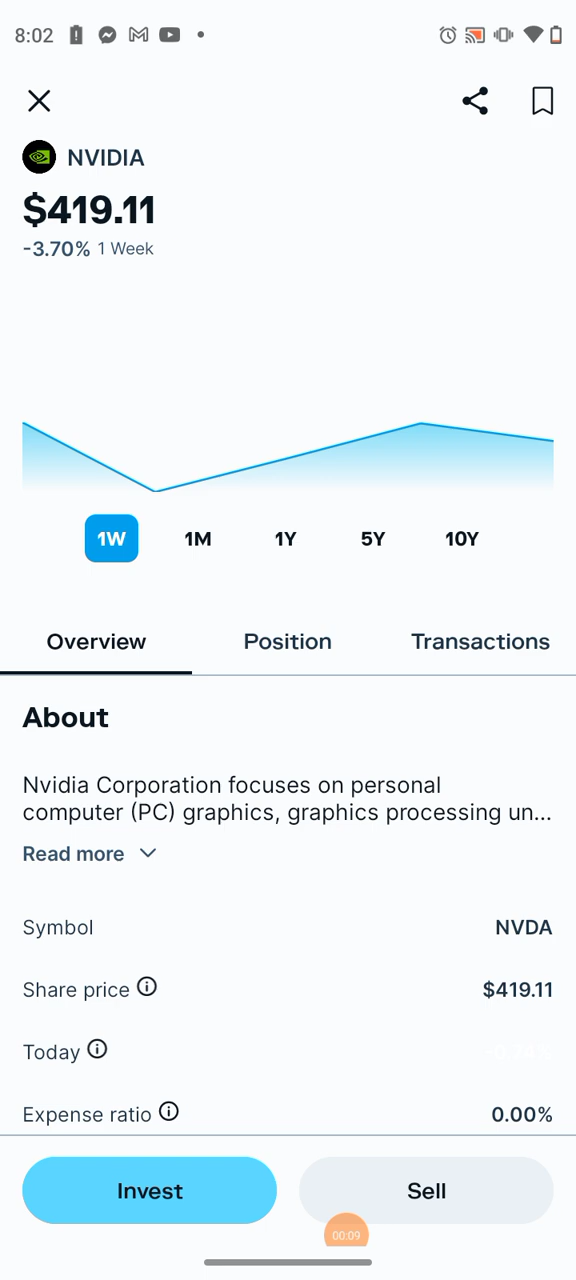 8:02
NVIDIA
$419.11
-3.70% 1 Week
1W 1M 1Y 5Y 10Y
Overview Position Transactions
About
Nvidia Corporation focuses on personal
computer (PC) graphics, graphics processing un...
Read more
Symbol NVDA
Share price $419.11
Today
Expense ratio 0.00%
Invest Sell
00:09